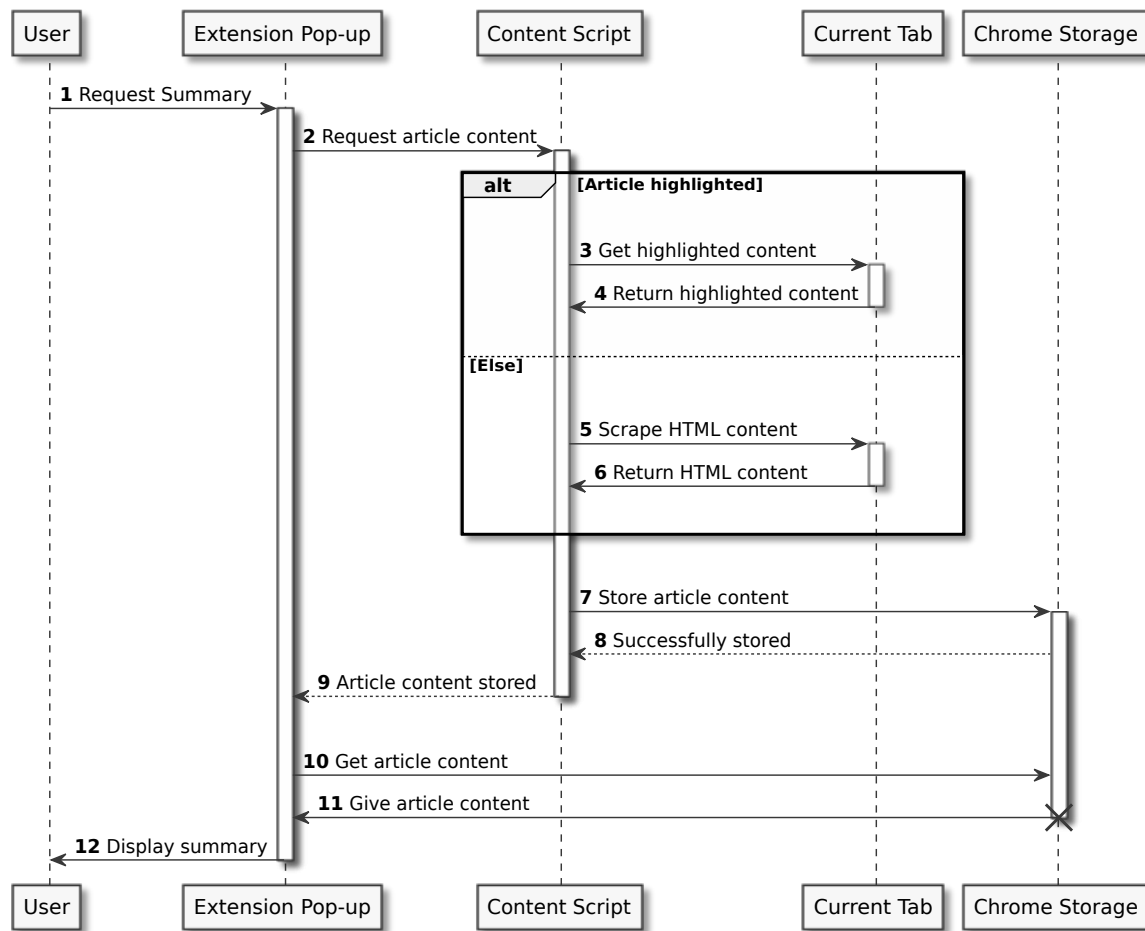 User
Extension Pop-up
Content Script
Current Tab
Chrome Storage
1 Request Summary
2 Request article content
alt
[Article highlighted]
3 Get highlighted content
4 Return highlighted content
[Else]
5 Scrape HTML content
6 Return HTML content
7 Store article content
8 Successfully stored
9 Article content stored
10 Get article content
11 Give article content
12 Display summary
User
Extension Pop-up
Content Script
Current Tab
Chrome Storage